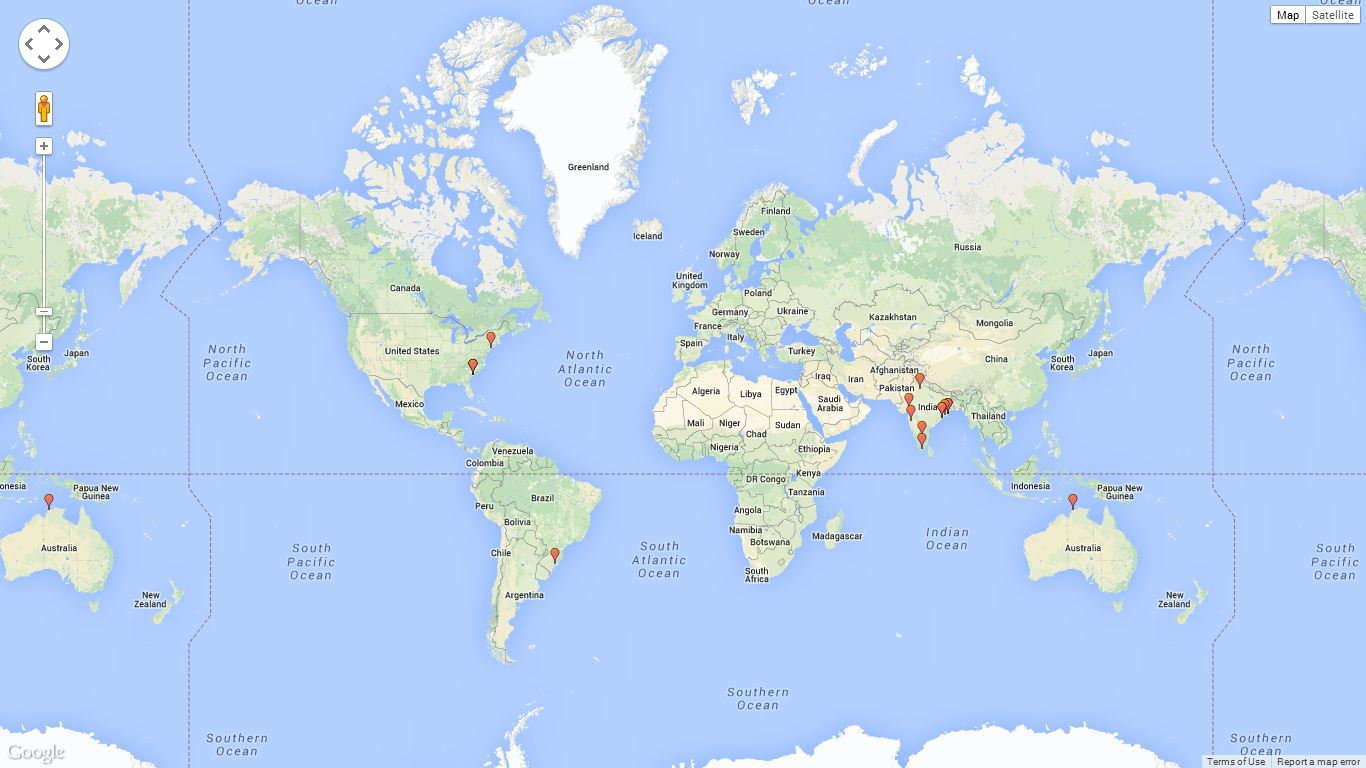 Ocean
Ocean
Ocean
Map
Satellite
Greenland
Finland
Iceland
Sweden
Norway
Russia
United
Kingdom
Canada
Poland
Germany
Ukraine
Kazakhstan
France
Mongolia
Italy
Spain
North
Pacific
Ocean
Japan
South
Korea
United States
North
Atlantic
Ocean
Turkey
China
South
Korea
Japan
North
Pacific
Ocean
Afghanistan
Iraq
Iran
Pakistan
Algeria
Libya
Egypt
Saudi
Arabia
Mexico
India
Thailand
Mali
Niger
Sudan
Chad
Nigeria
Ethiopia
Venezuela
Colombia
Kenya
DR Congo
onesia
Papua New
Guinea
Indonesia
Papua New
Guinea
Tanzania
Brazil
Peru
Angola
Bolivia
Namibia
Botswana
Madagascar
Indian
Ocean
Australia
South
Pacific
Ocean
Chile
South
Atlantic
Ocean
South
Africa
Australia
South
Pacific
Ocean
Argentina
New
Zealand
New
Zealand
Southern
Ocean
Southern
Ocean
Southern
Ocean
Google
Terms of Use
Report a map error